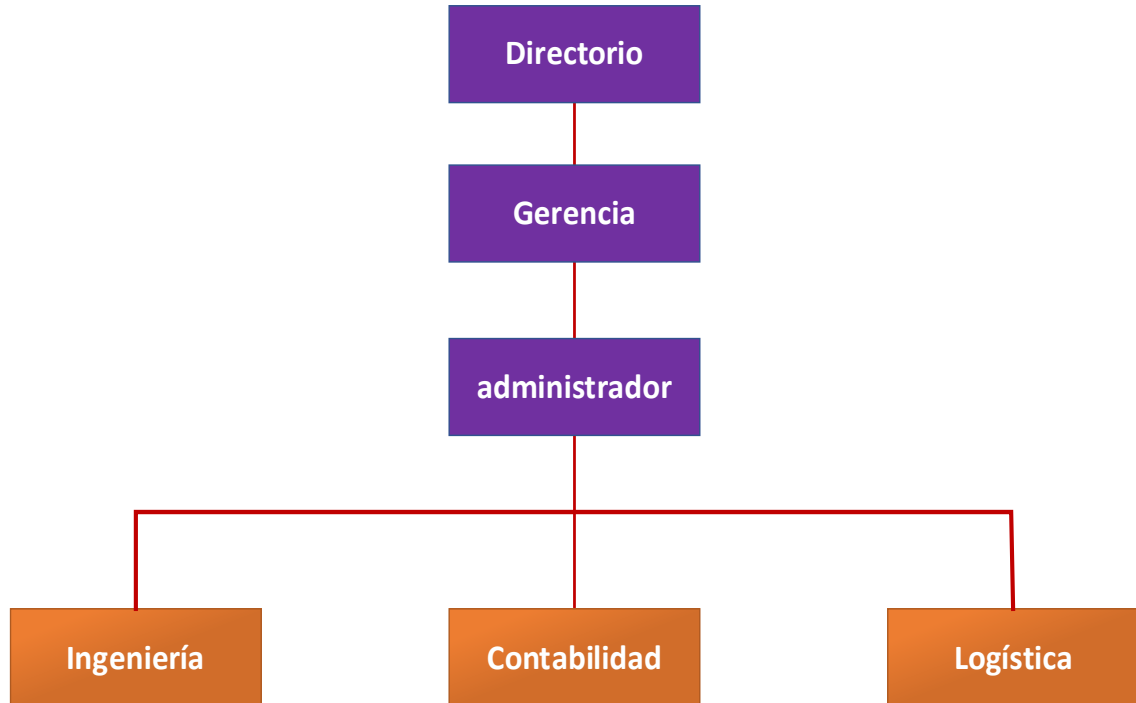 Directorio
Gerencia
administrador
Ingeniería
Contabilidad
Logística